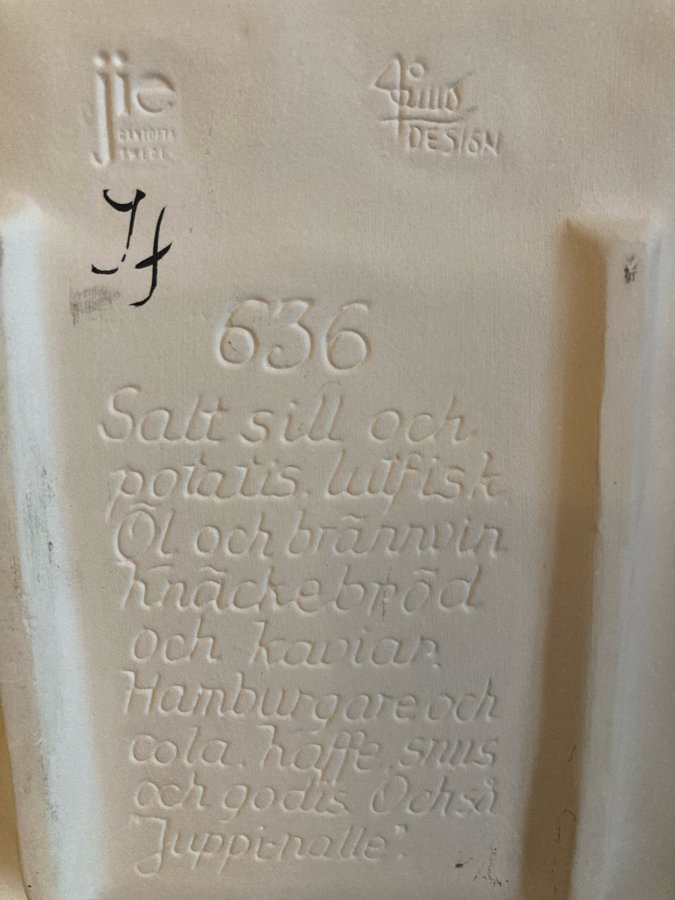 jie
GANTOFTA
SWEDEN
DESIGN
Jf
636
Salt sill och
potatis. lutfisk.
Öl och brännvin
Knäckebröd
och kaviar.
Hamburgare och
cola. Kaffe, snus
och godis. Också
"Juppi-nalle".